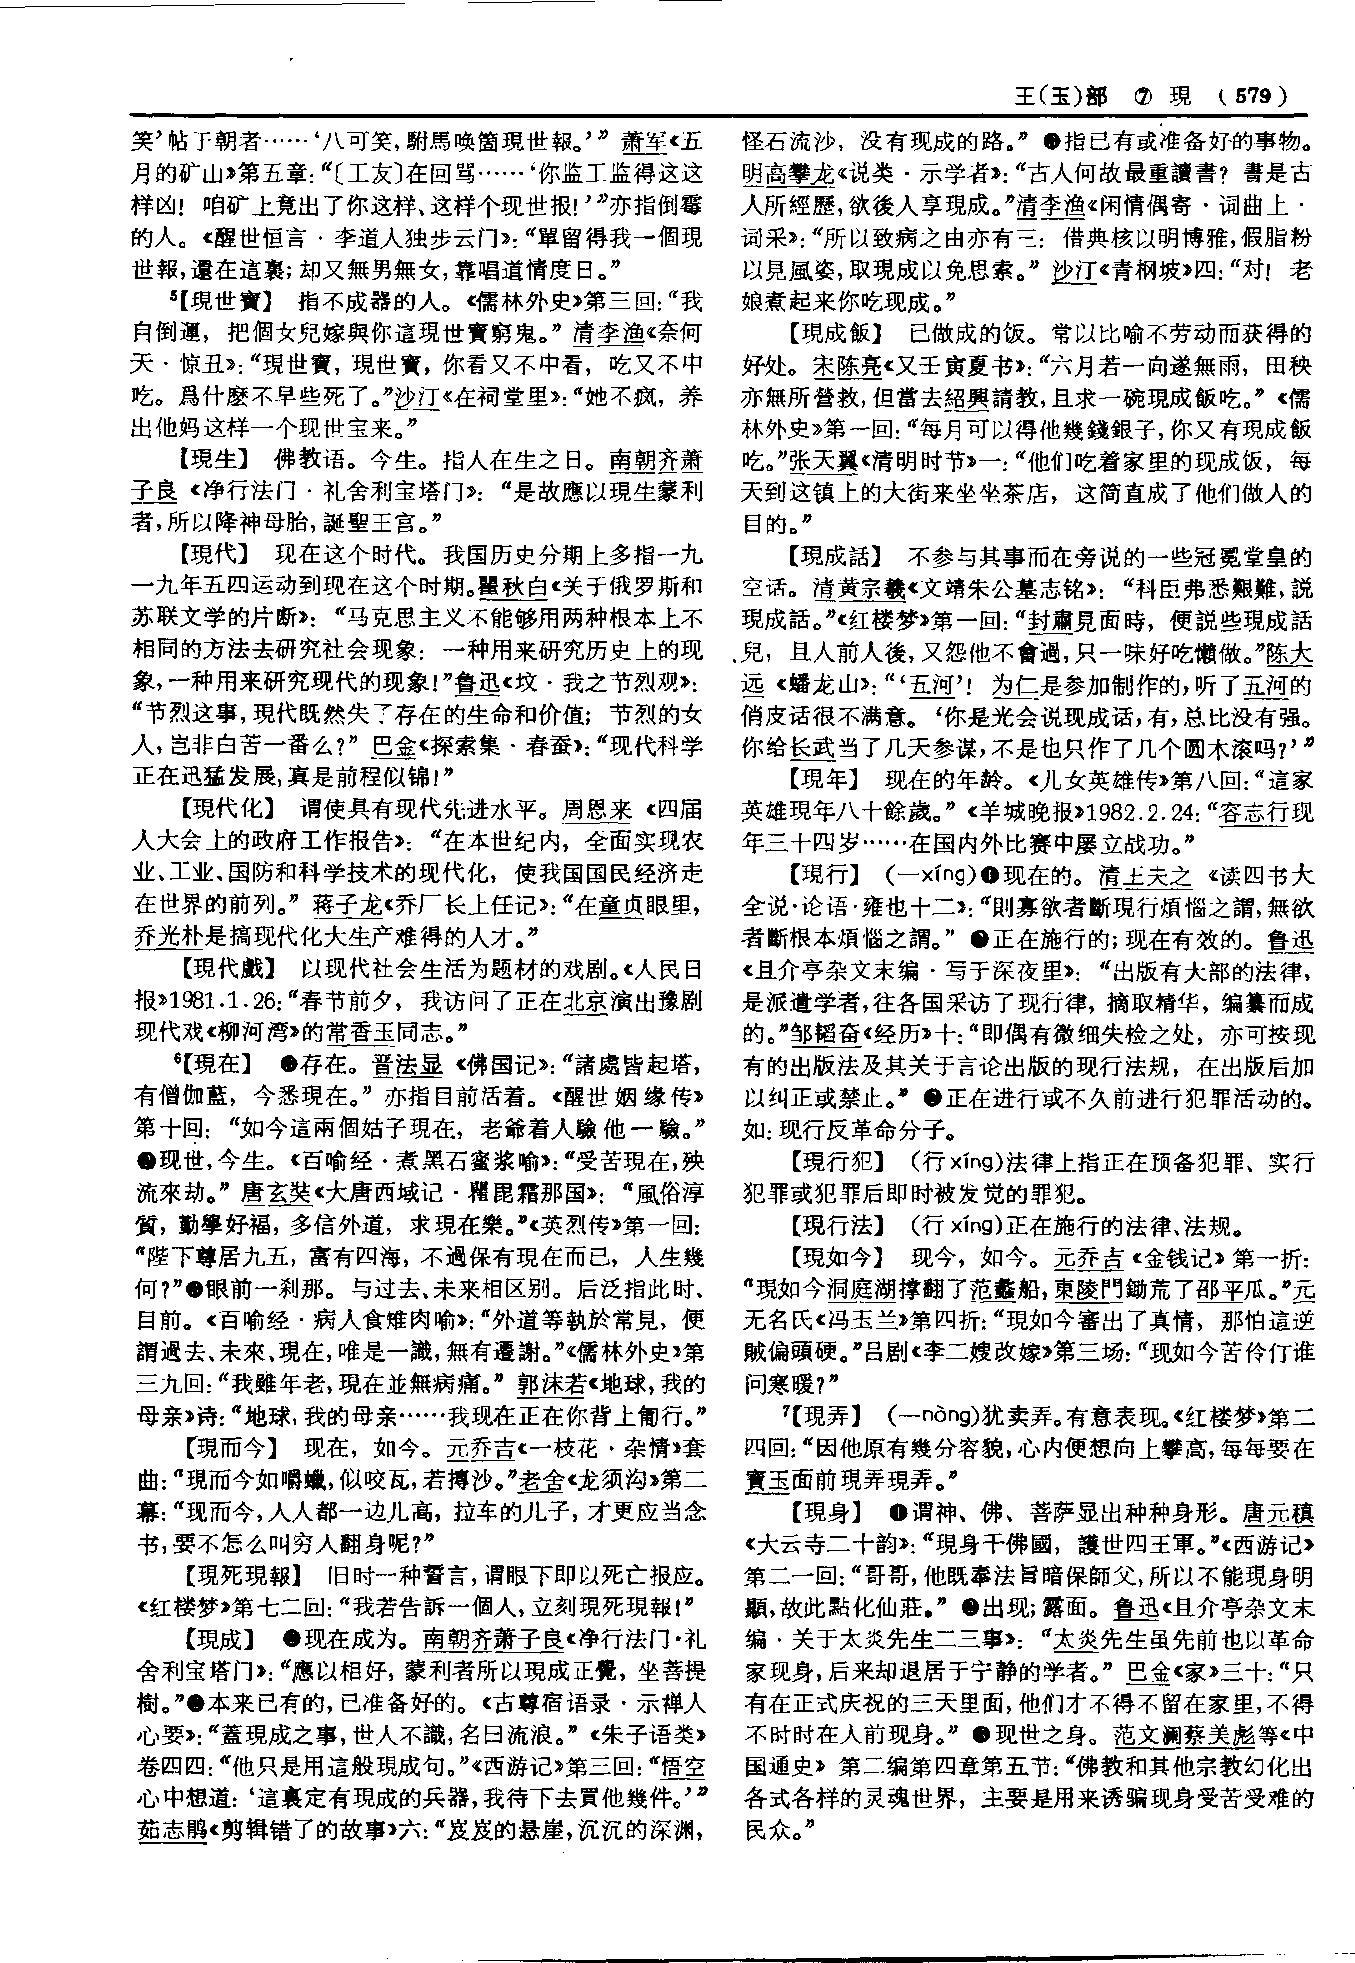 王(玉)部 ⑦ 現 (579)
笑’帖于朝者……‘八可笑,駙馬唤箇現世報。’” 萧军《五
月的矿山》第五章:“〔工友〕在回骂……‘你监工监得这这
样凶! 咱矿上竟出了你这样、这样个现世报!’”亦指倒霉
的人。《醒世恒言·李道人独步云门》:“單留得我一個現
世報,還在這裏;却又無男無女,靠唱道情度日。”
⁵【現世寶】 指不成器的人。《儒林外史》第三回:“我
自倒運, 把個女兒嫁與你這現世寶窮鬼。” 清李渔《奈何
天·惊丑》:“現世寶, 現世寶, 你看又不中看, 吃又不中
吃。爲什麼不早些死了。”沙汀《在祠堂里》:“她不疯, 养
出他妈这样一个现世宝来。”
【現生】 佛教语。今生。指人在生之日。南朝齐萧
子良《净行法门·礼舍利宝塔门》: “是故應以現生蒙利
者,所以降神母胎,誕聖王宫。”
【現代】 现在这个时代。我国历史分期上多指一九
一九年五四运动到现在这个时期。瞿秋白《关于俄罗斯和
苏联文学的片断》: “马克思主义不能够用两种根本上不
相同的方法去研究社会现象: 一种用来研究历史上的现
象,一种用来研究现代的现象!”鲁迅《坟·我之节烈观》:
“节烈这事,现代既然失了存在的生命和价值; 节烈的女
人,岂非白苦一番么?” 巴金《探索集·春蚕》:“现代科学
正在迅猛发展,真是前程似锦!”
【現代化】 谓使具有现代先进水平。周恩来《四届
人大会上的政府工作报告》: “在本世纪内, 全面实现农
业、工业、国防和科学技术的现代化, 使我国国民经济走
在世界的前列。” 蒋子龙《乔厂长上任记》:“在童贞眼里,
乔光朴是搞现代化大生产难得的人才。”
【現代戲】 以现代社会生活为题材的戏剧。《人民日
报》1981.1.26:“春节前夕, 我访问了正在北京演出豫剧
现代戏《柳河湾》的常香玉同志。”
⁶【現在】 ❶存在。晋法显《佛国记》:“諸處皆起塔,
有僧伽藍, 今悉現在。” 亦指目前活着。《醒世姻缘传》
第十回: “如今這兩個姑子現在, 老爺着人驗他一驗。”
❷现世,今生。《百喻经·煮黑石蜜浆喻》:“受苦現在,殃
流來劫。” 唐玄奘《大唐西域记·瞿毘霜那国》: “風俗淳
質, 勤學好福, 多信外道, 求現在樂。”《英烈传》第一回:
“陛下尊居九五, 富有四海, 不過保有現在而已, 人生幾
何?”❸眼前一刹那。与过去、未来相区别。后泛指此时、
目前。《百喻经·病人食雉肉喻》:“外道等執於常見, 便
謂過去、未來、現在,唯是一識,無有遷謝。”《儒林外史》第
三九回:“我雖年老,現在並無病痛。” 郭沫若《地球,我的
母亲》诗:“地球,我的母亲……我现在正在你背上匍行。”
【現而今】 现在, 如今。元乔吉《一枝花·杂情》套
曲:“現而今如嚼蠟,似咬瓦,若摶沙。”老舍《龙须沟》第二
幕:“现而今,人人都一边儿高, 拉车的儿子, 才更应当念
书,要不怎么叫穷人翻身呢?”
【現死現報】 旧时一种誓言,谓眼下即以死亡报应。
《红楼梦》第七二回:“我若告訴一個人,立刻現死現報!”
【現成】 ❶现在成为。南朝齐萧子良《净行法门·礼
舍利宝塔门》:“應以相好, 蒙利者所以現成正覺, 坐菩提
樹。”❷本来已有的,已准备好的。《古尊宿语录·示禅人
心要》:“蓋現成之事,世人不識,名曰流浪。”《朱子语类》
卷四四:“他只是用這般現成句。”《西游记》第三回:“悟空
心中想道:‘這裏定有現成的兵器,我待下去買他幾件。’”
茹志鹃《剪辑错了的故事》六:“岌岌的悬崖,沉沉的深渊,
怪石流沙, 没有现成的路。” ❸指已有或准备好的事物。
明高攀龙《说类·示学者》:“古人何故最重讀書? 書是古
人所經歷,欲後人享現成。”清李渔《闲情偶寄·词曲上·
词采》:“所以致病之由亦有三: 借典核以明博雅,假脂粉
以見風姿,取現成以免思索。” 沙汀《青㭎坡》四:“对! 老
娘煮起来你吃现成。”
【現成飯】 已做成的饭。常以比喻不劳动而获得的
好处。宋陈亮《又壬寅夏书》:“六月若一向遂無雨, 田秧
亦無所營救,但當去紹興請教,且求一碗現成飯吃。”《儒
林外史》第一回:“每月可以得他幾錢銀子,你又有現成飯
吃。”张天翼《清明时节》一:“他们吃着家里的现成饭, 每
天到这镇上的大街来坐坐茶店, 这简直成了他们做人的
目的。”
【現成話】 不参与其事而在旁说的一些冠冕堂皇的
空话。清黄宗羲《文靖朱公墓志铭》: “科臣弗悉艱難,説
現成話。”《红楼梦》第一回:“封肅見面時, 便說些現成話
兒, 且人前人後,又怨他不會過,只一味好吃懶做。”陈大
远《蟠龙山》:“‘五河’! 为仁是参加制作的,听了五河的
俏皮话很不满意。‘你是光会说现成话,有,总比没有强。
你给长武当了几天参谋,不是也只作了几个圆木滚吗?’”
【現年】 现在的年龄。《儿女英雄传》第八回:“這家
英雄現年八十餘歲。”《羊城晚报》1982.2.24:“容志行现
年三十四岁……在国内外比赛中屡立战功。”
【現行】 (—xíng)❶现在的。清王夫之《读四书大
全说·论语·雍也十二》:“則寡欲者斷現行煩惱之謂,無欲
者斷根本煩惱之謂。” ❷正在施行的;现在有效的。鲁迅
《且介亭杂文末编·写于深夜里》: “出版有大部的法律,
是派遣学者,往各国采访了现行律, 摘取精华, 编纂而成
的。”邹韬奋《经历》十:“即偶有微细失检之处, 亦可按现
有的出版法及其关于言论出版的现行法规, 在出版后加
以纠正或禁止。” ❸正在进行或不久前进行犯罪活动的。
如:现行反革命分子。
【現行犯】 (行xíng)法律上指正在预备犯罪、实行
犯罪或犯罪后即时被发觉的罪犯。
【現行法】 (行xíng)正在施行的法律、法规。
【現如今】 现今, 如今。元乔吉《金钱记》第一折:
“現如今洞庭湖撑翻了范蠡船,東陵門鋤荒了邵平瓜。”元
无名氏《冯玉兰》第四折:“現如今審出了真情, 那怕這逆
賊偏頭硬。”吕剧《李二嫂改嫁》第三场:“现如今苦伶仃谁
问寒暖?”
⁷【現弄】 (—nòng)犹卖弄。有意表现。《红楼梦》第二
四回:“因他原有幾分容貌,心内便想向上攀高,每每要在
寶玉面前現弄現弄。”
【現身】 ❶谓神、佛、菩萨显出种种身形。唐元稹
《大云寺二十韵》:“現身千佛國, 護世四王軍。”《西游记》
第二一回:“哥哥,他既奉法旨暗保師父,所以不能現身明
顯,故此點化仙莊。” ❷出现;露面。鲁迅《且介亭杂文末
编·关于太炎先生二三事》: “太炎先生虽先前也以革命
家现身,后来却退居于宁静的学者。” 巴金《家》三十:“只
有在正式庆祝的三天里面,他们才不得不留在家里,不得
不时时在人前现身。” ❸现世之身。范文澜蔡美彪等《中
国通史》第二编第四章第五节:“佛教和其他宗教幻化出
各式各样的灵魂世界, 主要是用来诱骗现身受苦受难的
民众。”